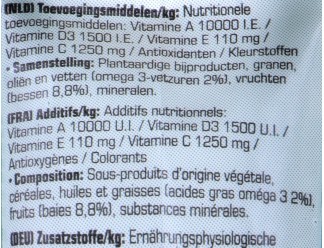 (NLD) Toevoegingsmiddelen/kg: Nutritionele
toevoegingsmiddelen: Vitamine A 10000 I.E. /
Vitamine D3 1500 I.E. / Vitamine E 110 mg /
Vitamine C 1250 mg / Antioxidanten / Kleurstoffen
• Samenstelling: Plantaardige bijproducten, granen,
oliën en vetten (omega 3-vetzuren 2%), vruchten
(bessen 8,8%), mineralen.
(FRA) Additifs/kg: Additifs nutritionnels:
Vitamine A 10000 U.I. / Vitamine D3 1500 U.I. /
Vitamine E 110 mg / Vitamine C 1250 mg /
Antioxygènes / Colorants
• Composition: Sous-produits d'origine végétale,
céréales, huiles et graisses (acides gras oméga 3 2%),
fruits (baies 8,8%), substances minérales.
(DEU) Zusatzstoffe/kg: Ernährungsphysiologische